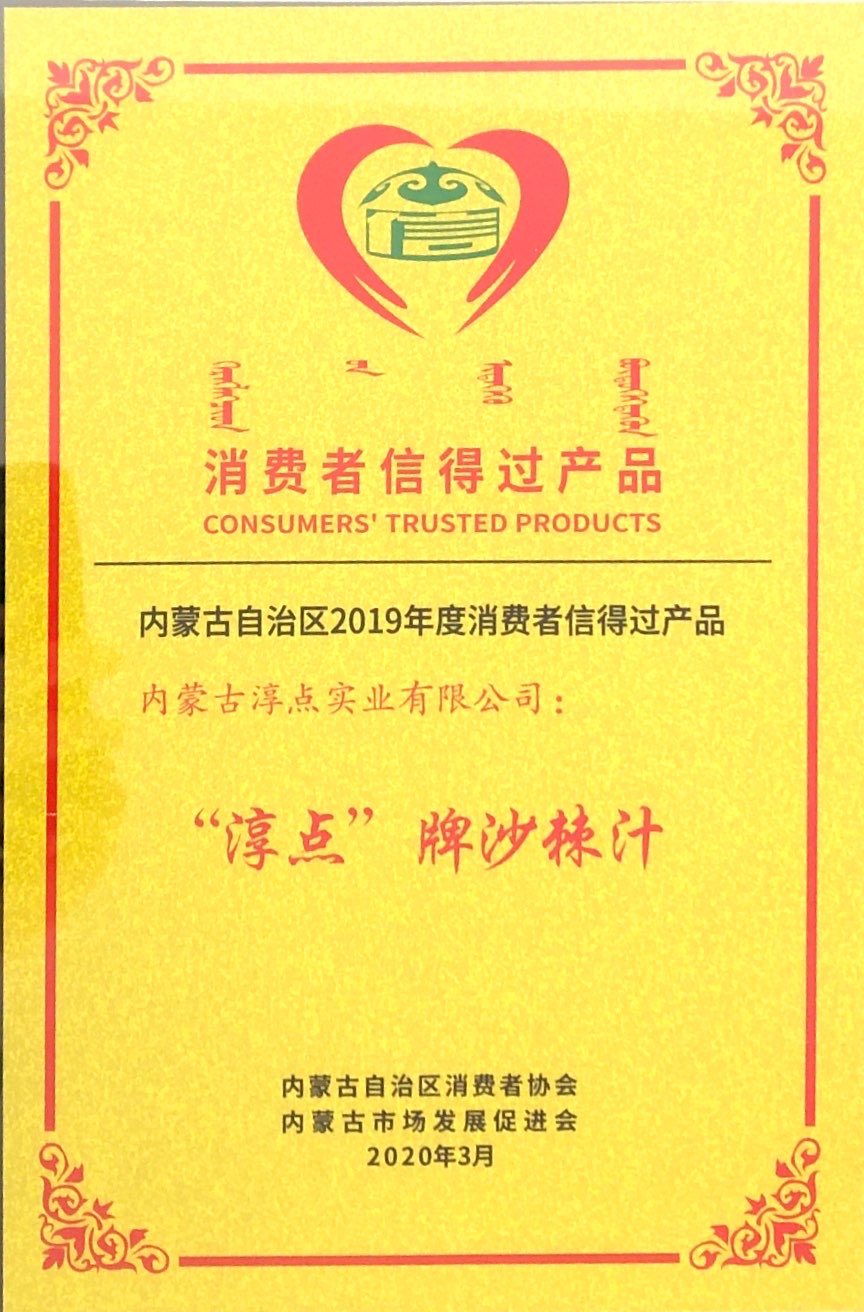 消费者信得过产品
CONSUMERS' TRUSTED PRODUCTS
内蒙古自治区2019年度消费者信得过产品
内蒙古淳点实业有限公司：
“淳点”牌沙棘汁
内蒙古自治区消费者协会
内蒙古市场发展促进会
2020年3月